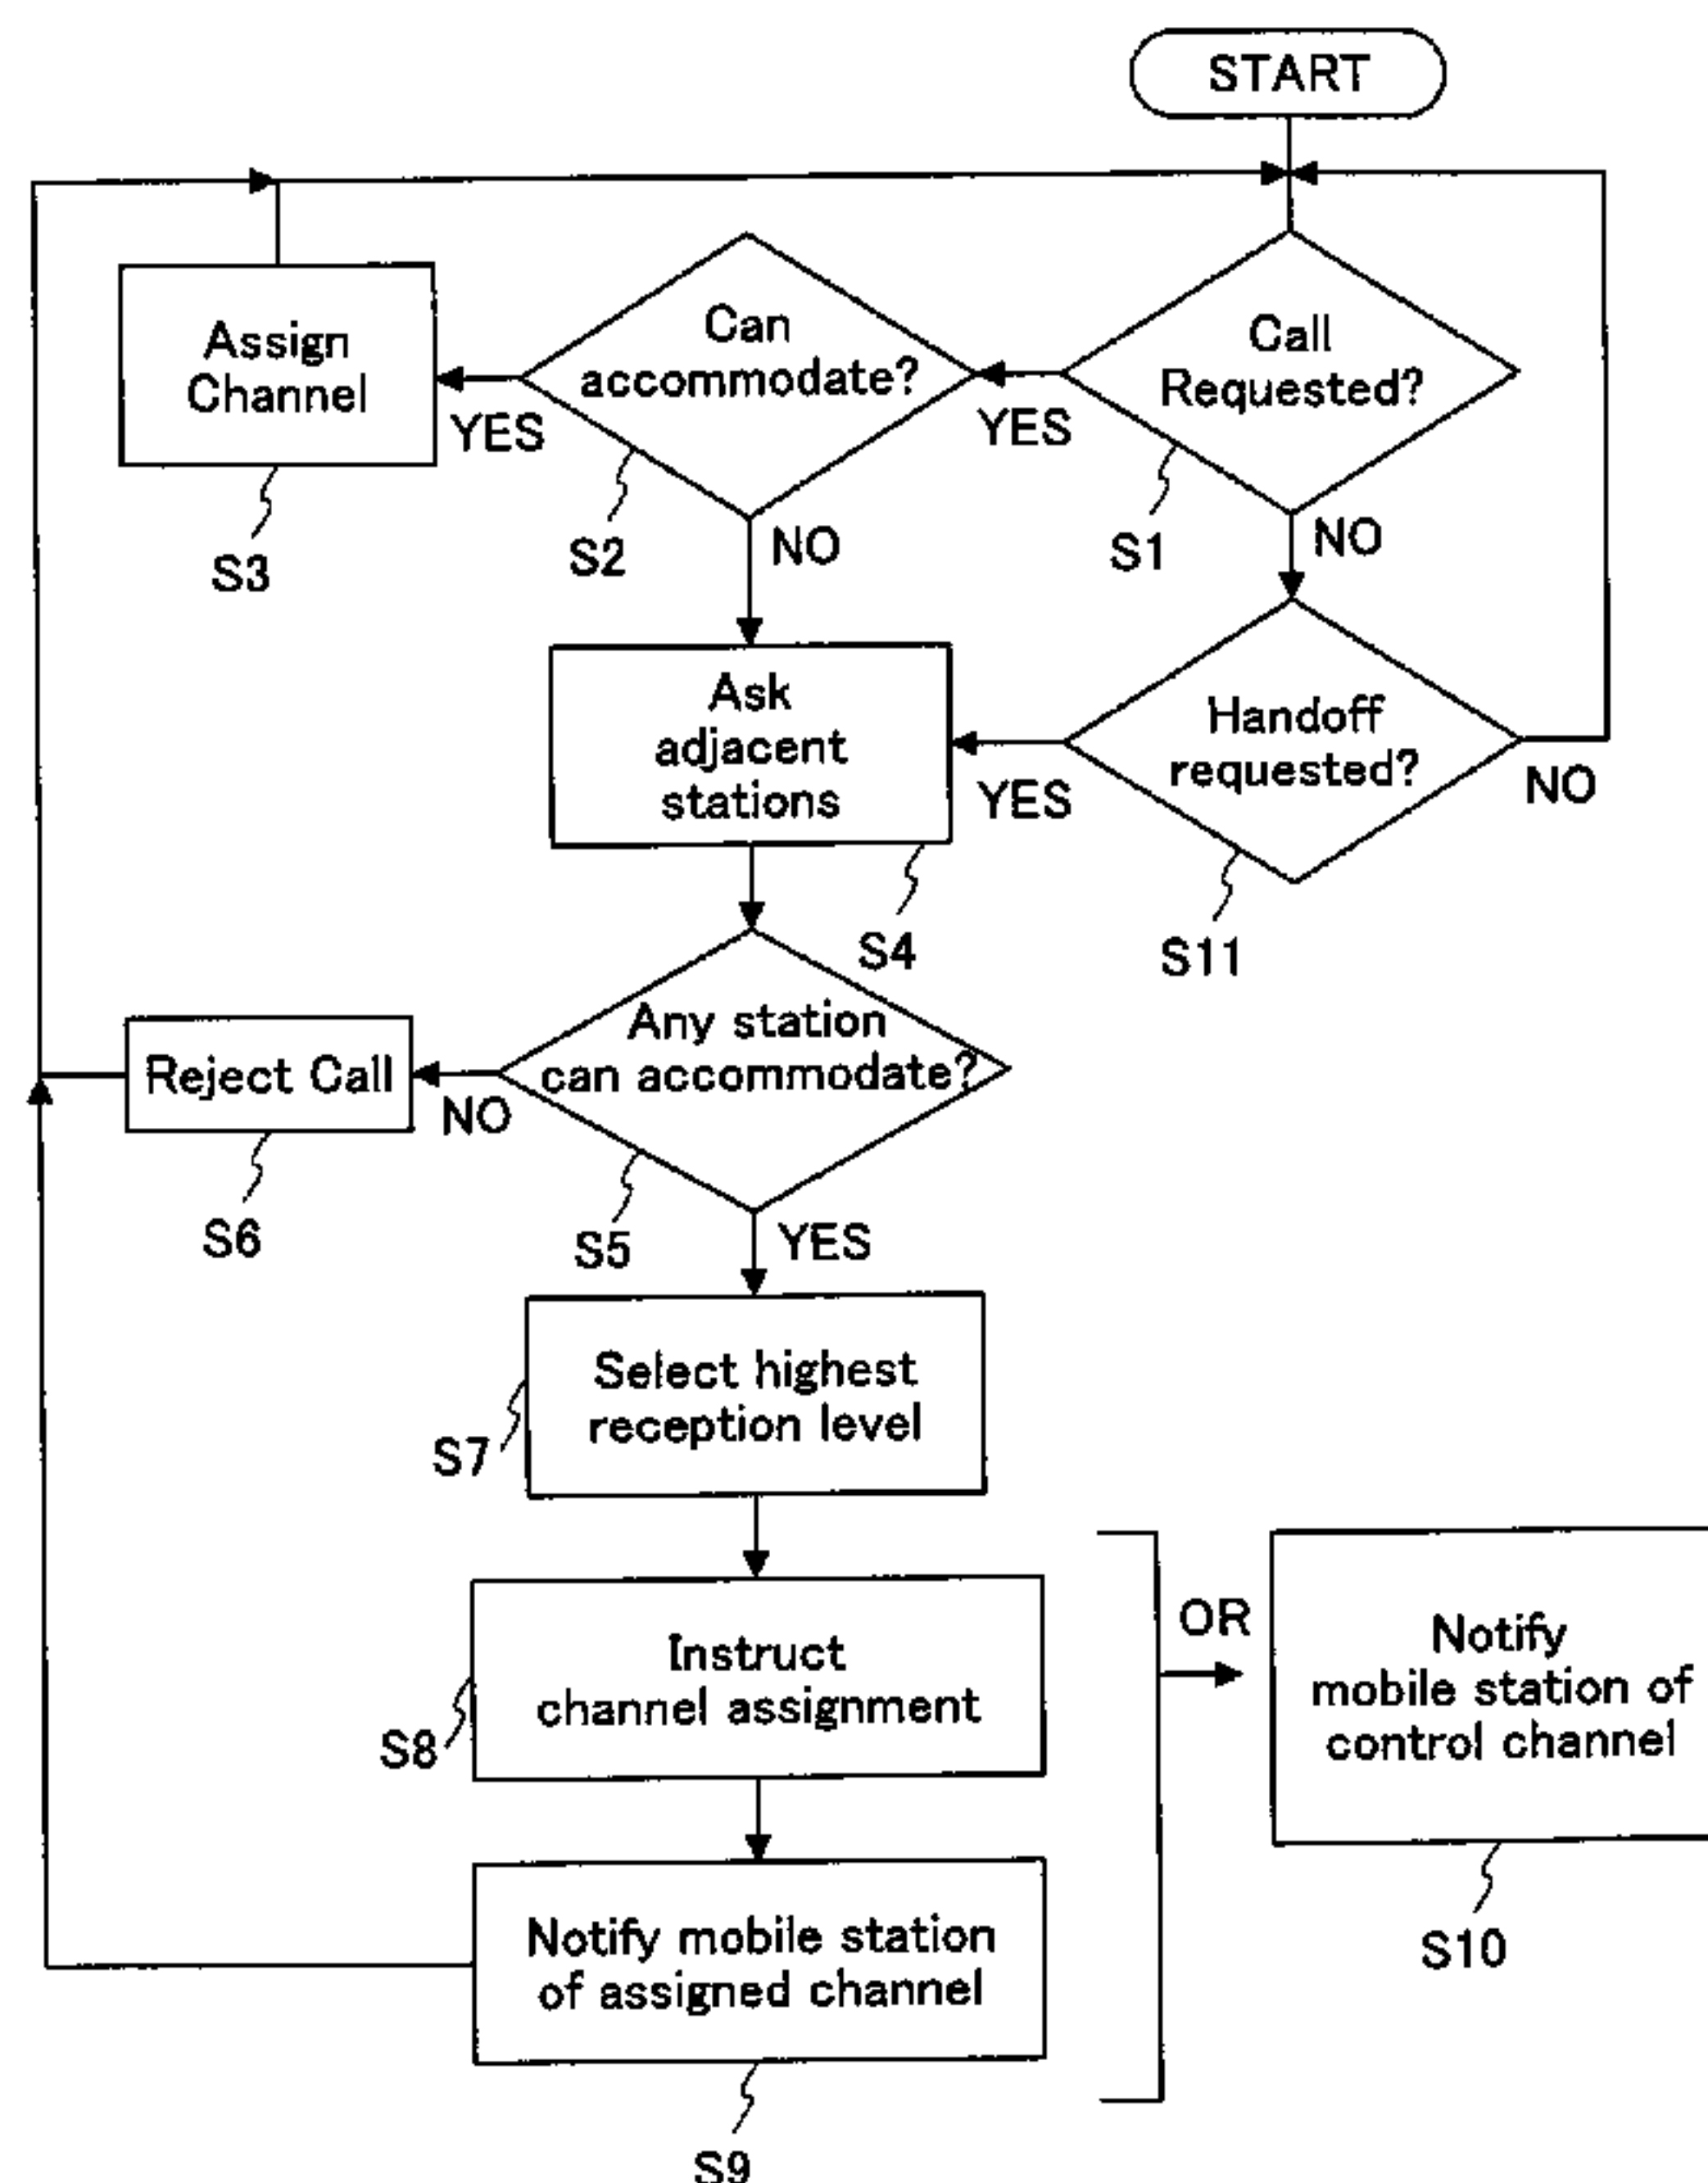 START
Assign
Channel
Can
accommodate?
Call
Requested?
YES
YES
S3
S2
NO
S1
NO
Ask
adjacent
stations
Handoff
requested?
YES
NO
S4
S11
Any station
can accommodate?
Reject Call
NO
S6
S5
YES
Select highest
reception level
S7
Instruct
channel assignment
S8
OR
Notify
mobile station of
control channel
S10
Notify mobile station
of assigned channel
S9